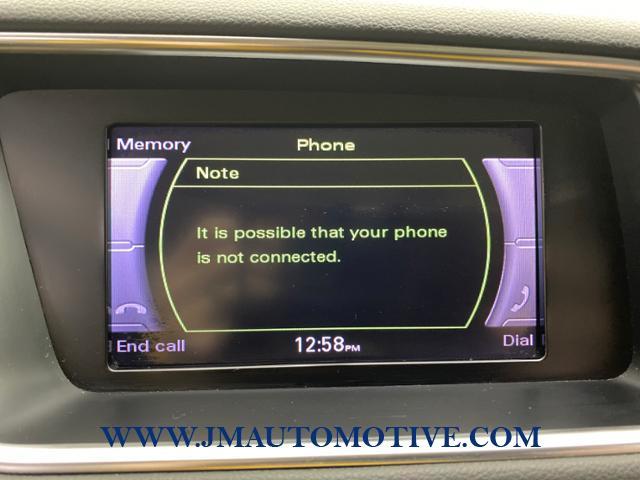 Memory
Phone
Note
It is possible that your phone
is not connected.
End call
12:58PM
Dial
WWW.JMAUTOMOTIVE.COM